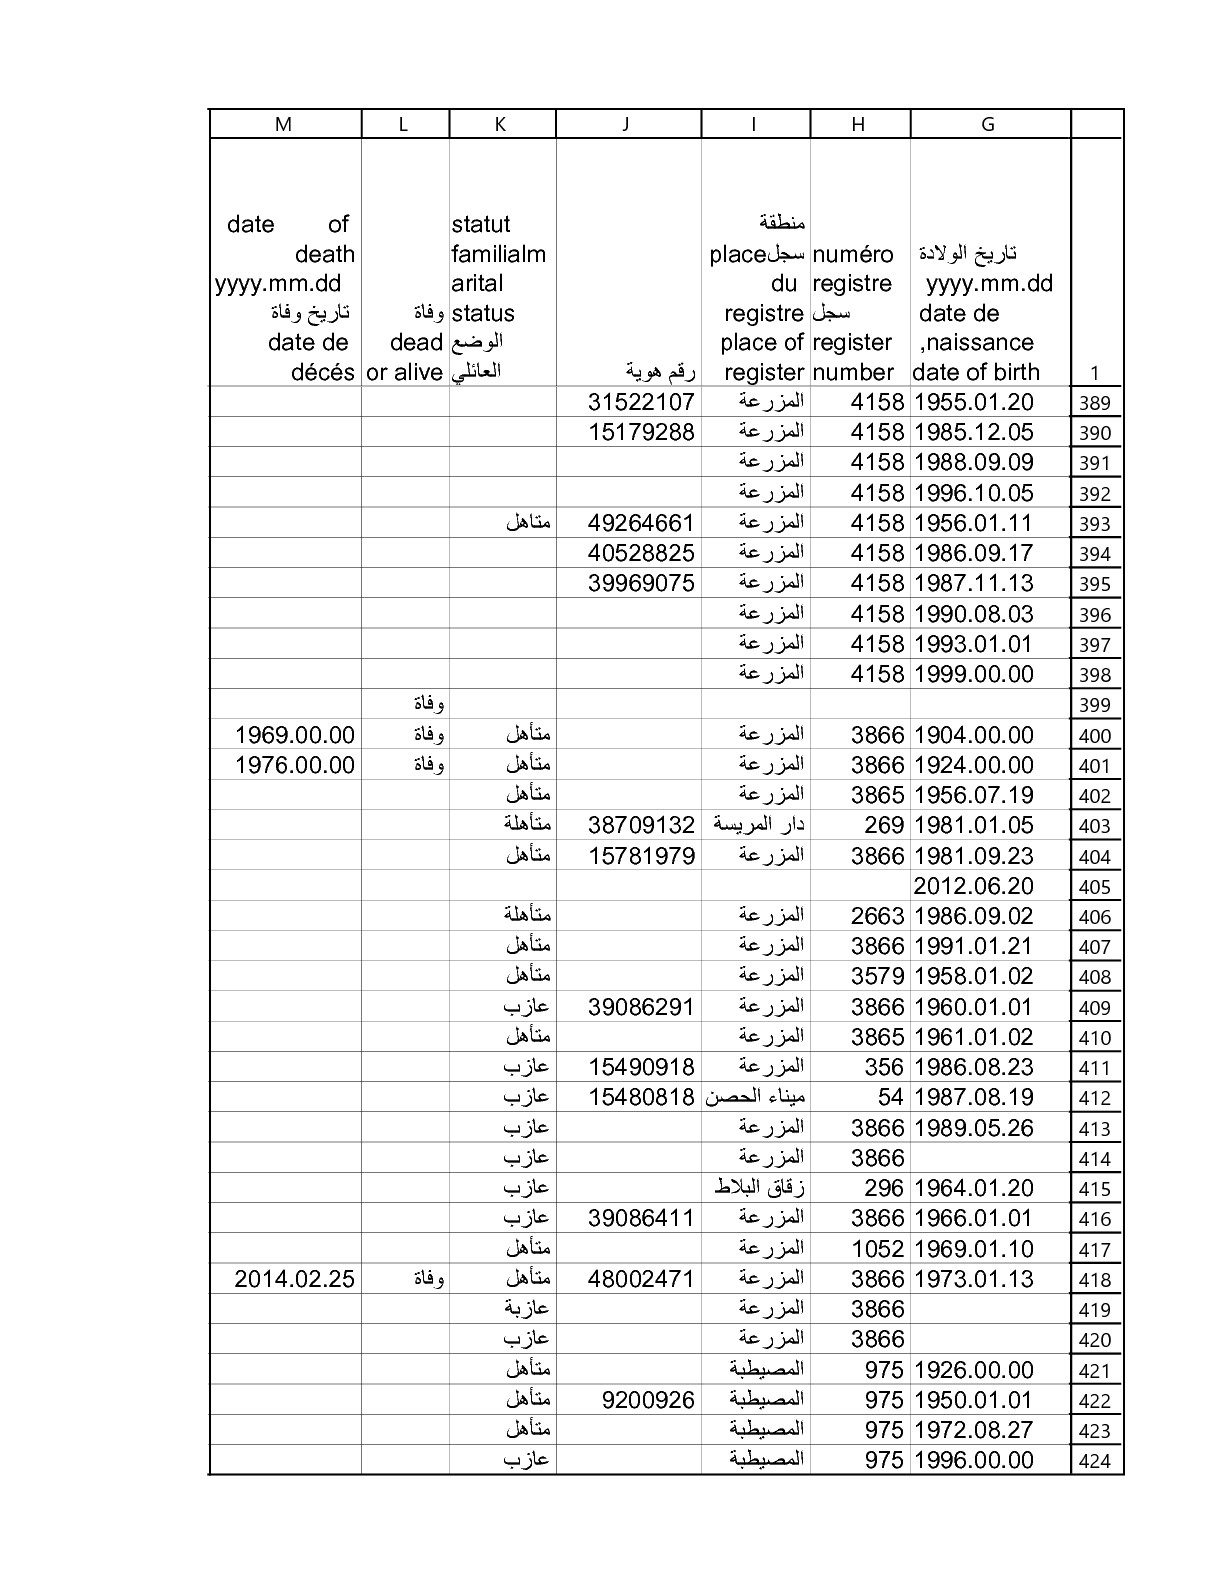 M L K J I H G
date of death yyyy.mm.dd تاريخ وفاة date de décés
وفاة dead or alive
statut familialm arital status الوضع العائلي
رقم هوية
منطقة سجلplace du registre place of register
numéro registre سجل register number
تاريخ الولادة yyyy.mm.dd date de naissance, date of birth
1
31522107 المزرعة 4158 1955.01.20 389
15179288 المزرعة 4158 1985.12.05 390
المزرعة 4158 1988.09.09 391
المزرعة 4158 1996.10.05 392
متاهل 49264661 المزرعة 4158 1956.01.11 393
40528825 المزرعة 4158 1986.09.17 394
39969075 المزرعة 4158 1987.11.13 395
المزرعة 4158 1990.08.03 396
المزرعة 4158 1993.01.01 397
المزرعة 4158 1999.00.00 398
وفاة 399
1969.00.00 وفاة متأهل المزرعة 3866 1904.00.00 400
1976.00.00 وفاة متأهل المزرعة 3866 1924.00.00 401
متأهل المزرعة 3865 1956.07.19 402
متأهلة 38709132 دار المريسة 269 1981.01.05 403
متأهل 15781979 المزرعة 3866 1981.09.23 404
2012.06.20 405
متأهلة المزرعة 2663 1986.09.02 406
متأهل المزرعة 3866 1991.01.21 407
متأهل المزرعة 3579 1958.01.02 408
عازب 39086291 المزرعة 3866 1960.01.01 409
متأهل المزرعة 3865 1961.01.02 410
عازب 15490918 المزرعة 356 1986.08.23 411
عازب 15480818 ميناء الحصن 54 1987.08.19 412
عازب المزرعة 3866 1989.05.26 413
عازب المزرعة 3866 414
عازب زقاق البلاط 296 1964.01.20 415
عازب 39086411 المزرعة 3866 1966.01.01 416
متأهل المزرعة 1052 1969.01.10 417
2014.02.25 وفاة متأهل 48002471 المزرعة 3866 1973.01.13 418
عازبة المزرعة 3866 419
عازب المزرعة 3866 420
متأهل المصيطبة 975 1926.00.00 421
متأهل 9200926 المصيطبة 975 1950.01.01 422
متأهل المصيطبة 975 1972.08.27 423
عازب المصيطبة 975 1996.00.00 424